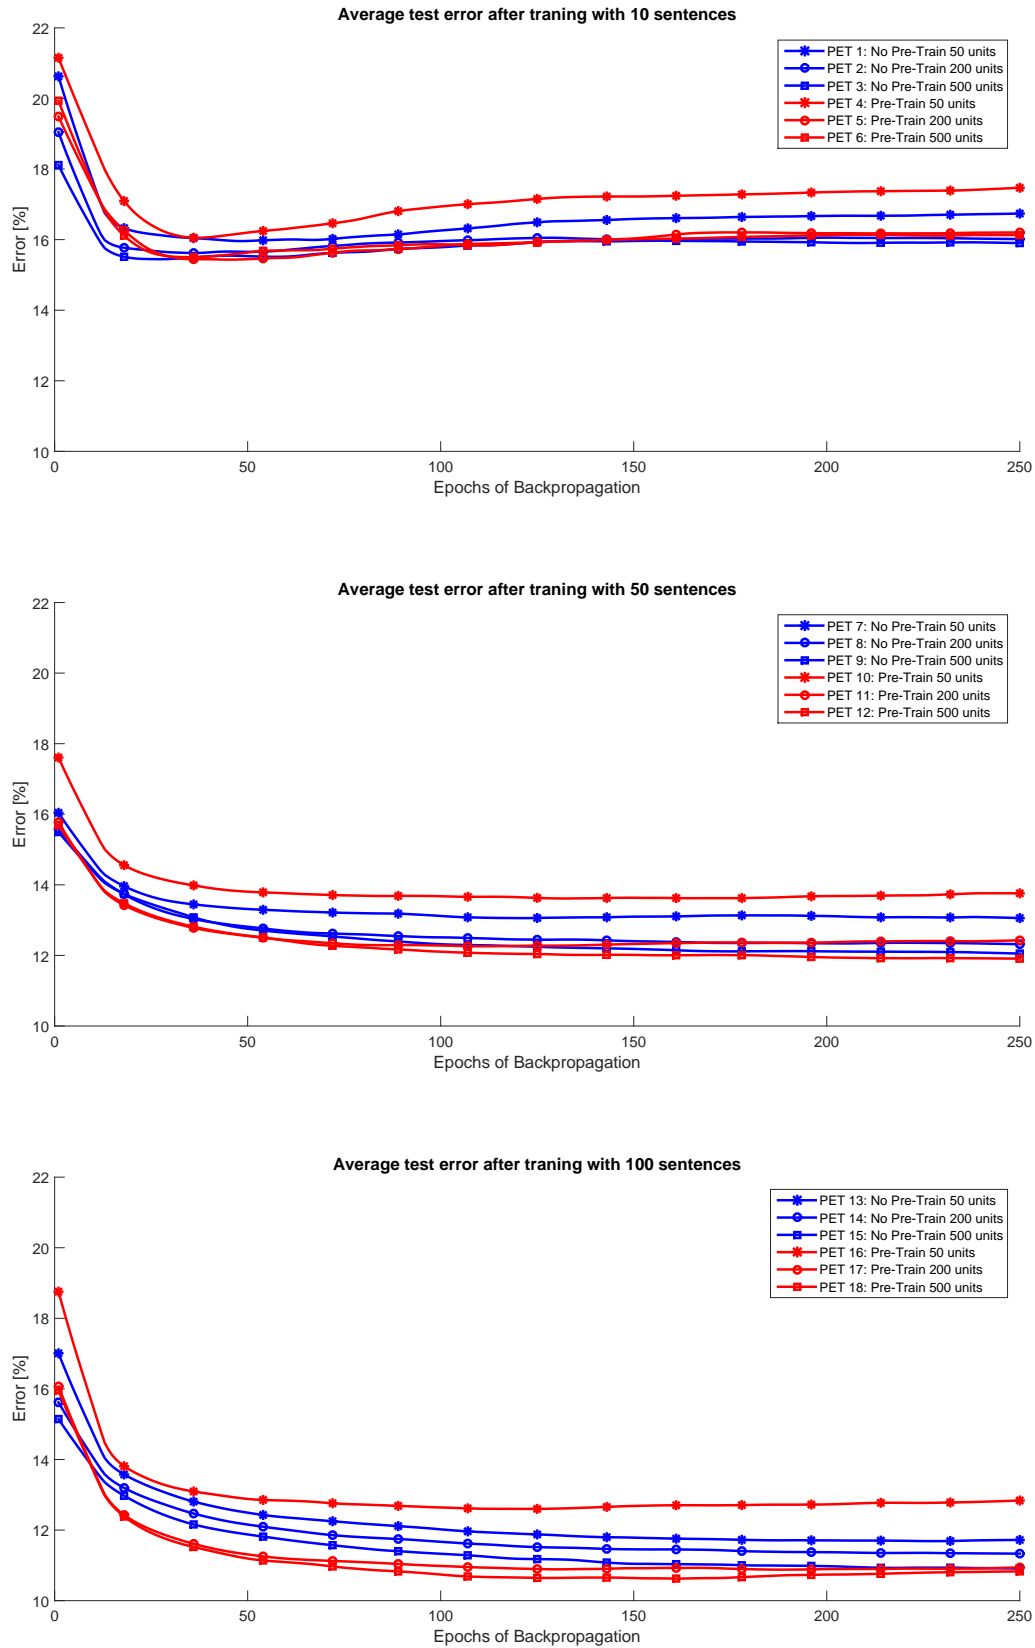 Average test error after traning with 10 sentences
22
20
18
16
14
12
10
Error [%]
0 50 100 150 200 250
Epochs of Backpropagation
PET 1: No Pre-Train 50 units
PET 2: No Pre-Train 200 units
PET 3: No Pre-Train 500 units
PET 4: Pre-Train 50 units
PET 5: Pre-Train 200 units
PET 6: Pre-Train 500 units
Average test error after traning with 50 sentences
22
20
18
16
14
12
10
Error [%]
0 50 100 150 200 250
Epochs of Backpropagation
PET 7: No Pre-Train 50 units
PET 8: No Pre-Train 200 units
PET 9: No Pre-Train 500 units
PET 10: Pre-Train 50 units
PET 11: Pre-Train 200 units
PET 12: Pre-Train 500 units
Average test error after traning with 100 sentences
22
20
18
16
14
12
10
Error [%]
0 50 100 150 200 250
Epochs of Backpropagation
PET 13: No Pre-Train 50 units
PET 14: No Pre-Train 200 units
PET 15: No Pre-Train 500 units
PET 16: Pre-Train 50 units
PET 17: Pre-Train 200 units
PET 18: Pre-Train 500 units